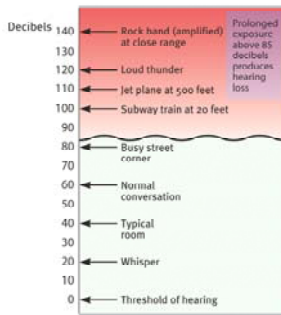 Decibels
140 Rock band (amplified)
at close range
130
120 Loud thunder
110 Jet plane at 500 feet
100 Subway train at 20 feet
90
80 Busy street
corner
70
60 Normal
conversation
50
40 Typical
room
30
20 Whisper
10
0 Threshold of hearing
Prolonged
exposure
above 85
decibels
produces
hearing
loss